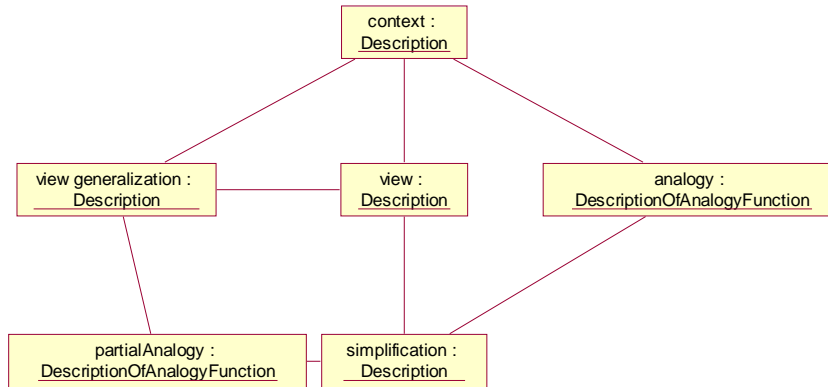 context :
Description
view generalization :
Description
view :
Description
analogy :
DescriptionOfAnalogyFunction
partialAnalogy :
DescriptionOfAnalogyFunction
simplification :
Description